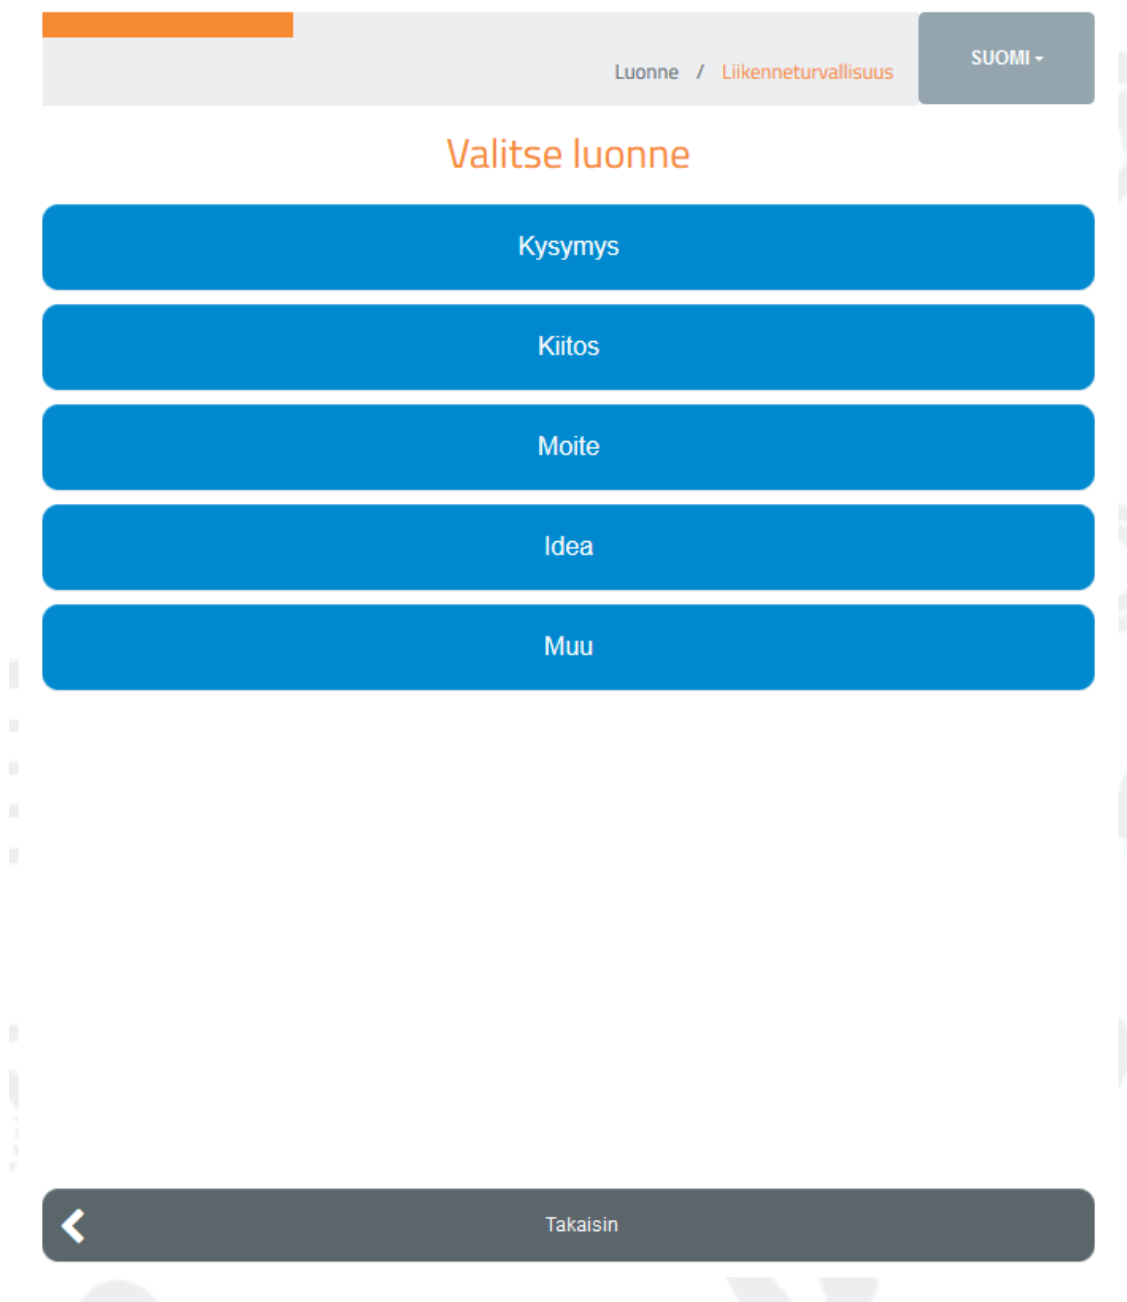 Luonne / Liikenneturvallisuus
SUOMI
Valitse luonne
Kysymys
Kiitos
Moite
Idea
Muu
Takaisin